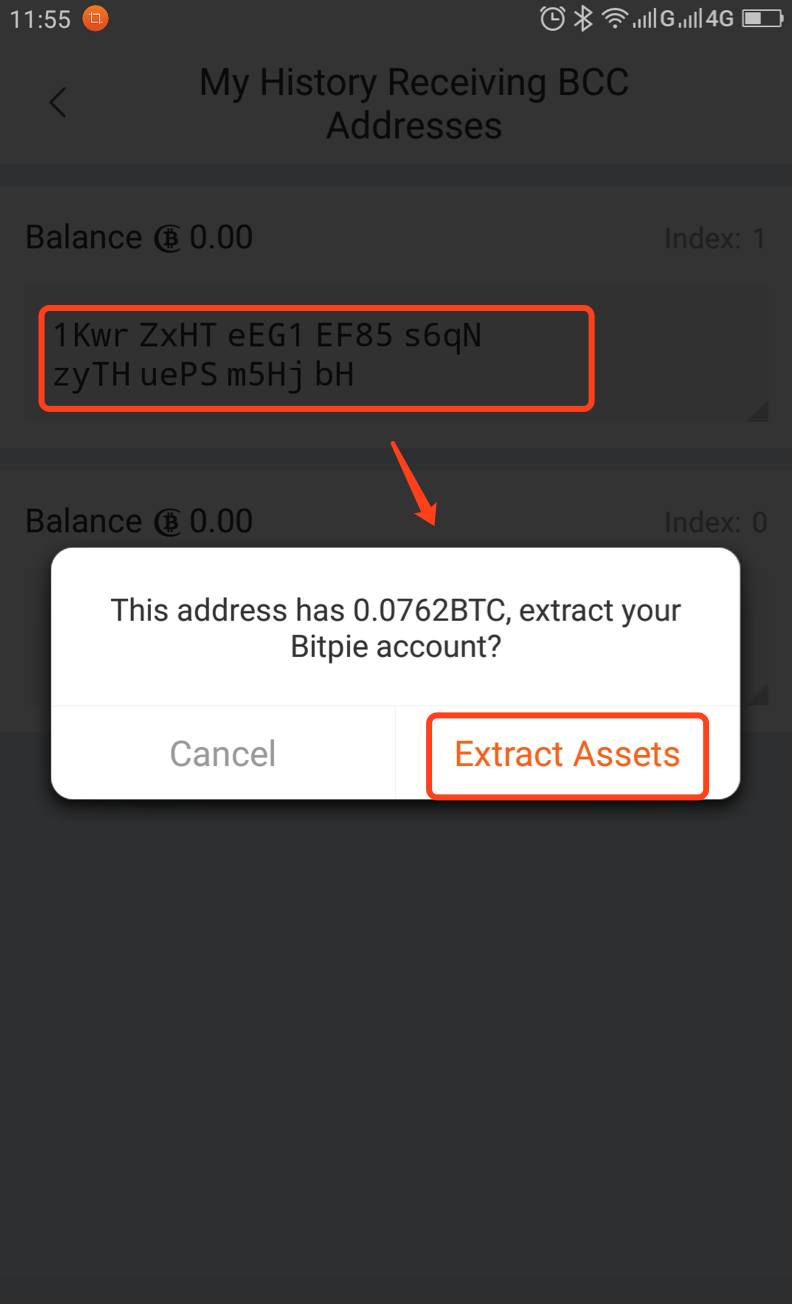 11:55 G 4G
My History Receiving BCC
Addresses
Balance 0.00 Index: 1
1Kwr ZxHT eEG1 EF85 s6qN
zyTH uePS m5Hj bH
Balance 0.00 Index: 0
This address has 0.0762BTC, extract your
Bitpie account?
Cancel Extract Assets